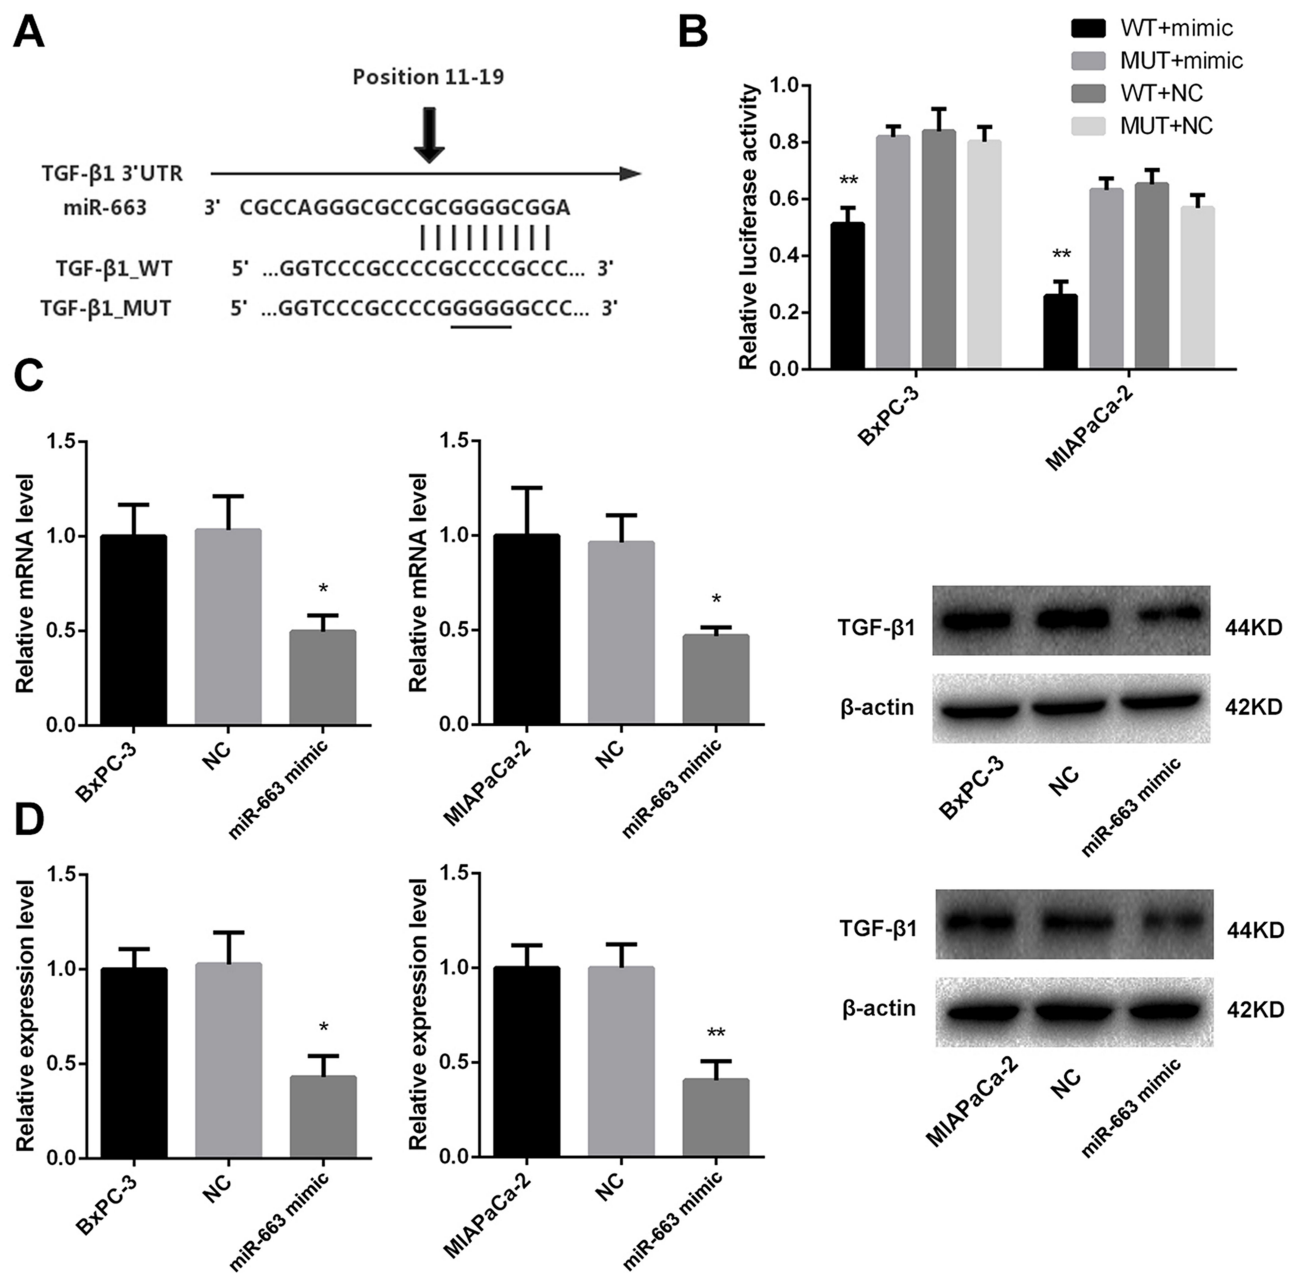 A
Position 11-19
TGF-β1 3'UTR
miR-663 3' CGCCAGGGCGCCGCGGGGCGGA
TGF-β1_WT 5' ...GGTCCCGCCCCGCCCCGCCC... 3'
TGF-β1_MUT 5' ...GGTCCCGCCCCGGGGGGCCC... 3'
B
WT+mimic
MUT+mimic
WT+NC
MUT+NC
Relative luciferase activity
1.0
0.8
0.6
0.4
0.2
0.0
**
**
BxPC-3
MIAPaCa-2
C
Relative mRNA level
1.5
1.0
0.5
0.0
*
BxPC-3
NC
miR-663 mimic
Relative mRNA level
1.5
1.0
0.5
0.0
*
MIAPaCa-2
NC
miR-663 mimic
TGF-β1 44KD
β-actin 42KD
BxPC-3
NC
miR-663 mimic
D
Relative expression level
1.5
1.0
0.5
0.0
*
BxPC-3
NC
miR-663 mimic
Relative expression level
1.5
1.0
0.5
0.0
**
MIAPaCa-2
NC
miR-663 mimic
TGF-β1 44KD
β-actin 42KD
MIAPaCa-2
NC
miR-663 mimic